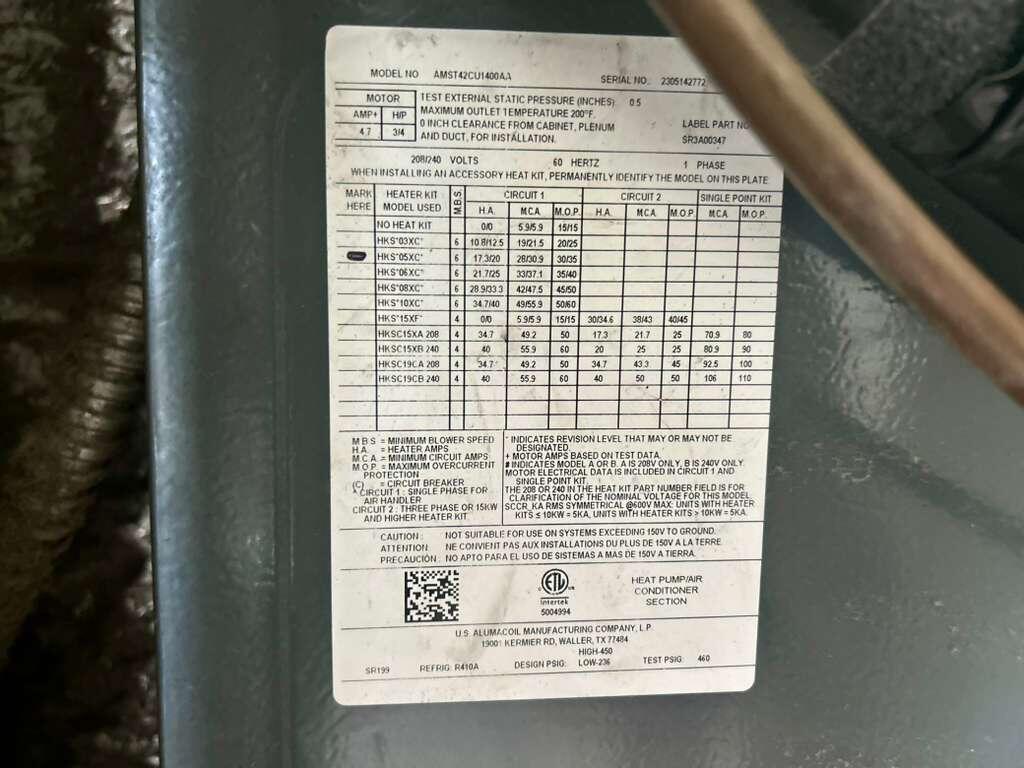 MODEL NO AMST42CU1400AA SERIAL NO: 2305142772
MOTOR
AMP+ H/P
4.7 3/4
TEST EXTERNAL STATIC PRESSURE (INCHES) 0.5
MAXIMUM OUTLET TEMPERATURE 200°F.
0 INCH CLEARANCE FROM CABINET, PLENUM
AND DUCT, FOR INSTALLATION.
LABEL PART NO
SR3A00347
208/240 VOLTS 60 HERTZ 1 PHASE
WHEN INSTALLING AN ACCESSORY HEAT KIT, PERMANENTLY IDENTIFY THE MODEL ON THIS PLATE
MARK HERE HEATER KIT MODEL USED M.B.S. CIRCUIT 1 CIRCUIT 2 SINGLE POINT KIT
H.A. M.C.A. M.O.P. H.A. M.C.A. M.O.P. M.C.A. M.O.P.
NO HEAT KIT 0/0 5.9/5.9 15/15
HKS*03XC* 6 10.8/12.5 19/21.5 20/25
HKS*05XC* 6 17.3/20 28/30.9 30/35
HKS*06XC* 6 21.7/25 33/37.1 35/40
HKS*08XC* 6 28.9/33.3 42/47.5 45/50
HKS*10XC* 6 34.7/40 49/55.9 50/60
HKS*15XF* 4 0/0 5.9/5.9 15/15 30/34.6 38/43 40/45
HKSC15XA 208 4 34.7 49.2 50 17.3 21.7 25 70.9 80
HKSC15XB 240 4 40 55.9 60 20 25 25 80.9 90
HKSC19CA 208 4 34.7 49.2 50 34.7 43.3 45 92.5 100
HKSC19CB 240 4 40 55.9 60 40 50 50 106 110
M.B.S. = MINIMUM BLOWER SPEED
H.A. = HEATER AMPS
M.C.A. = MINIMUM CIRCUIT AMPS
M.O.P. = MAXIMUM OVERCURRENT
PROTECTION
(C) = CIRCUIT BREAKER
CIRCUIT 1 : SINGLE PHASE FOR
AIR HANDLER
CIRCUIT 2 : THREE PHASE OR 15KW
AND HIGHER HEATER KIT
* INDICATES REVISION LEVEL THAT MAY OR MAY NOT BE
DESIGNATED.
+ MOTOR AMPS BASED ON TEST DATA.
# INDICATES MODEL A OR B. A IS 208V ONLY, B IS 240V ONLY.
MOTOR ELECTRICAL DATA IS INCLUDED IN CIRCUIT 1 AND
SINGLE POINT KIT.
THE 208 OR 240 IN THE HEAT KIT PART NUMBER FIELD IS FOR
CLARIFICATION OF THE NOMINAL VOLTAGE FOR THIS MODEL.
SCCR_KA RMS SYMMETRICAL @600V MAX: UNITS WITH HEATER
KITS ≤ 10KW = 5KA, UNITS WITH HEATER KITS > 10KW = 5KA.
CAUTION : NOT SUITABLE FOR USE ON SYSTEMS EXCEEDING 150V TO GROUND.
ATTENTION NE CONVIENT PAS AUX INSTALLATIONS DU PLUS DE 150V A LA TERRE.
PRECAUCIÓN : NO APTO PARA EL USO DE SISTEMAS A MAS DE 150V A TIERRA.
ETL
Intertek
5004994
HEAT PUMP/AIR
CONDITIONER
SECTION
U.S. ALUMACOIL MANUFACTURING COMPANY, L.P.
19001 KERMIER RD, WALLER, TX 77484
SR199 REFRIG: R410A DESIGN PSIG: HIGH-450 LOW-236 TEST PSIG: 460